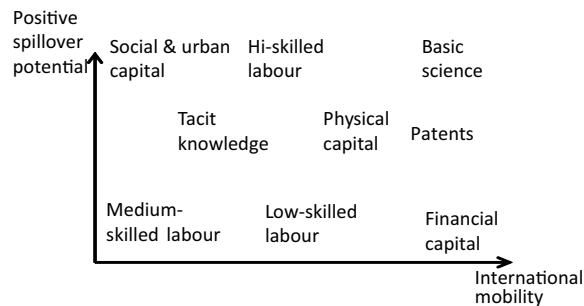 Positive
spillover
potential
Social & urban
capital
Hi-skilled
labour
Basic
science
Tacit
knowledge
Physical
capital
Patents
Medium-
skilled labour
Low-skilled
labour
Financial
capital
International
mobility